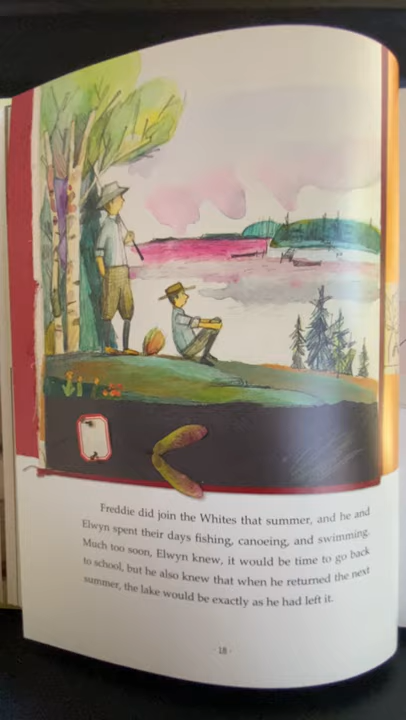 Freddie did join the Whites that summer, and he and
Elwyn spent their days fishing, canoeing, and swimming.
Much too soon, Elwyn knew, it would be time to go back
to school, but he also knew that when he returned the next
summer, the lake would be exactly as he had left it.
· 18 ·